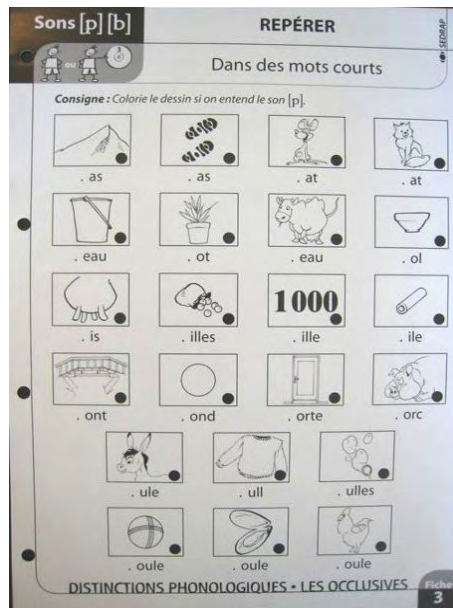 Sons [p] [b]
REPÉRER
SEDRAP
3
ou
Dans des mots courts
Consigne : Colorie le dessin si on entend le son [p].
. as . as . at . at
. eau . ot . eau . ol
1000
. is . illes . ille . ile
. ont . ond . orte . orc
. ule . ull . ulles
. oule . oule . oule
DISTINCTIONS PHONOLOGIQUES • LES OCCLUSIVES
Fiche
3